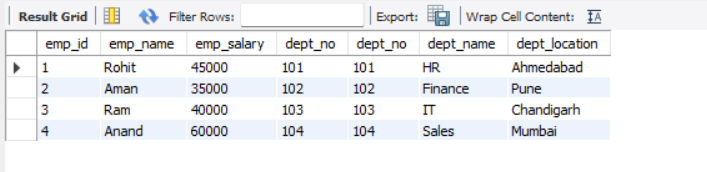 Result Grid Filter Rows: Export: Wrap Cell Content:
emp_id emp_name emp_salary dept_no dept_no dept_name dept_location
1 Rohit 45000 101 101 HR Ahmedabad
2 Aman 35000 102 102 Finance Pune
3 Ram 40000 103 103 IT Chandigarh
4 Anand 60000 104 104 Sales Mumbai